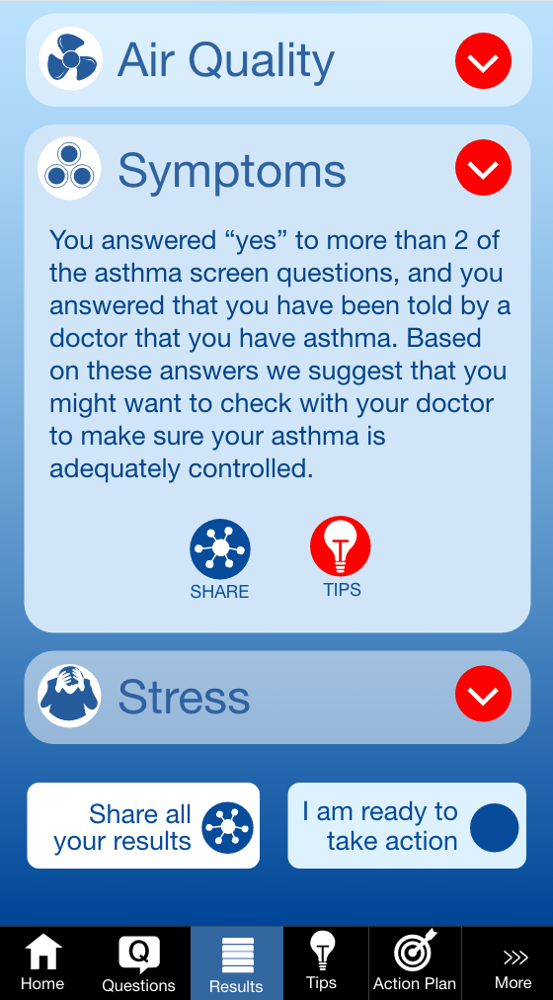 Air Quality
Symptoms
You answered “yes” to more than 2 of
the asthma screen questions, and you
answered that you have been told by a
doctor that you have asthma. Based
on these answers we suggest that you
might want to check with your doctor
to make sure your asthma is
adequately controlled.
T
SHARE
TIPS
Stress
Share all
your results
I am ready to
take action
Q
T
Home
Questions
Results
Tips
Action Plan
More